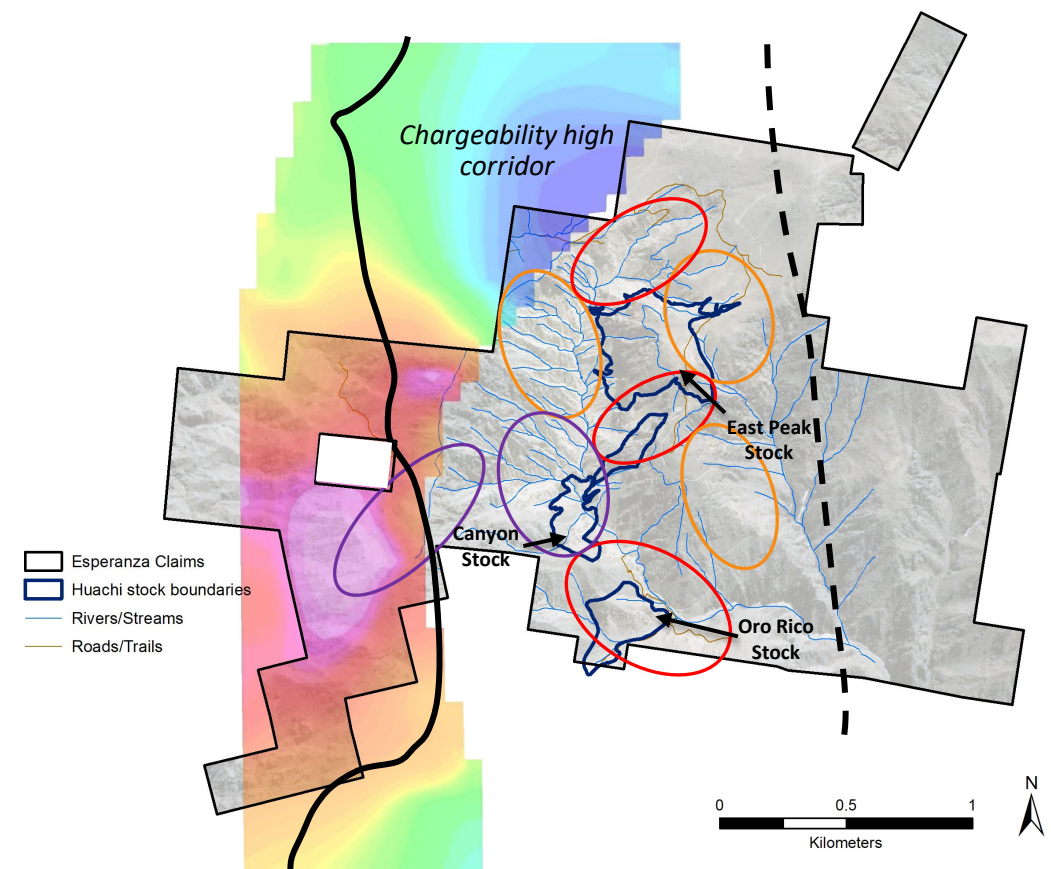 Chargeability high
corridor
East Peak
Stock
Canyon
Stock
Oro Rico
Stock
Esperanza Claims
Huachi stock boundaries
Rivers/Streams
Roads/Trails
N
0 0.5 1
Kilometers